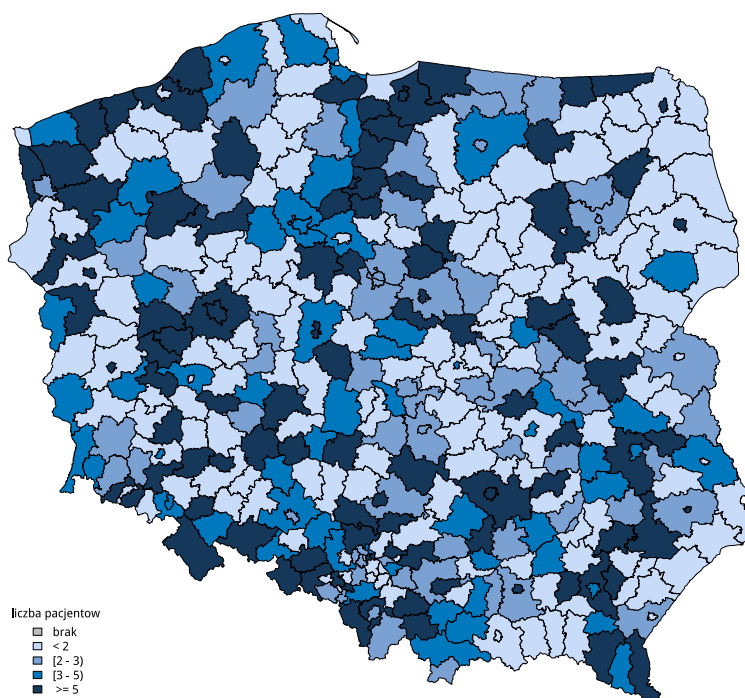 liczba pacjentow
brak
< 2
[2 - 3)
[3 - 5)
>= 5